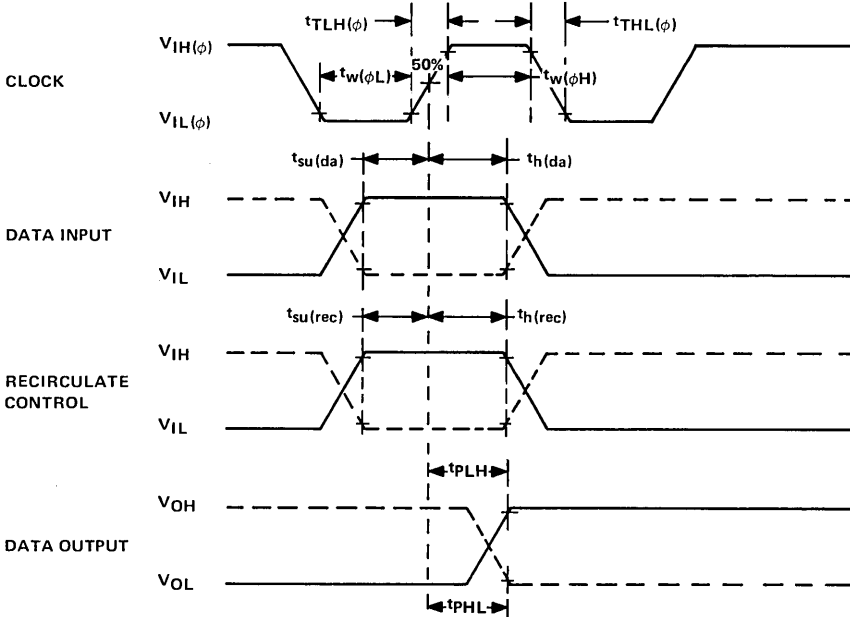 tTLH(ϕ) tTHL(ϕ)
VIH(ϕ)
50%
CLOCK tw(ϕL) tw(ϕH)
VIL(ϕ)
tsu(da) th(da)
VIH
DATA INPUT
VIL
tsu(rec) th(rec)
VIH
RECIRCULATE
CONTROL
VIL
tPLH
VOH
DATA OUTPUT
VOL
tPHL